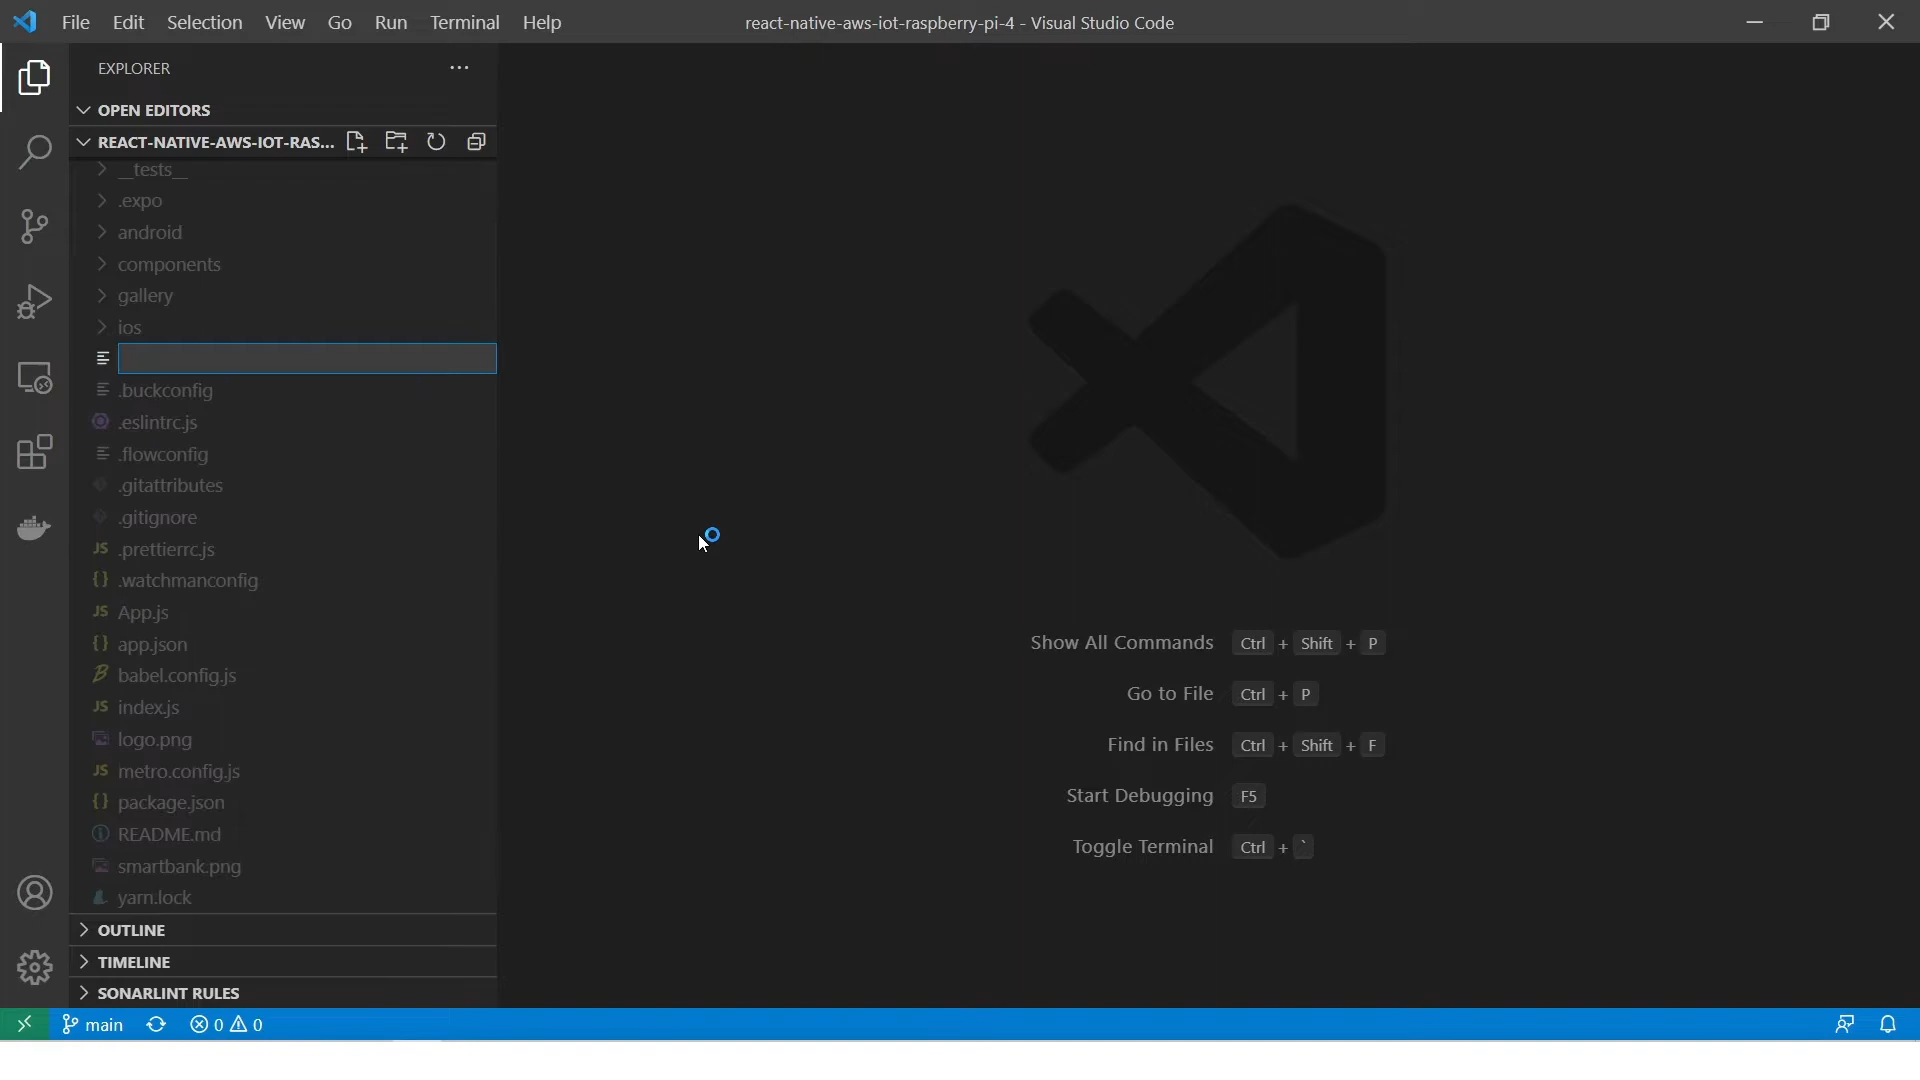 File Edit Selection View Go Run Terminal Help
react-native-aws-iot-raspberry-pi-4 - Visual Studio Code
EXPLORER
OPEN EDITORS
REACT-NATIVE-AWS-IOT-RAS...
__tests__
.expo
android
components
gallery
ios
.buckconfig
.eslintrc.js
.flowconfig
.gitattributes
.gitignore
JS .prettierrc.js
{} .watchmanconfig
JS App.js
{} app.json
babel.config.js
JS index.js
logo.png
JS metro.config.js
{} package.json
README.md
smartbank.png
yarn.lock
OUTLINE
TIMELINE
SONARLINT RULES
Show All Commands Ctrl + Shift + P
Go to File Ctrl + P
Find in Files Ctrl + Shift + F
Start Debugging F5
Toggle Terminal Ctrl + `
main 0 0